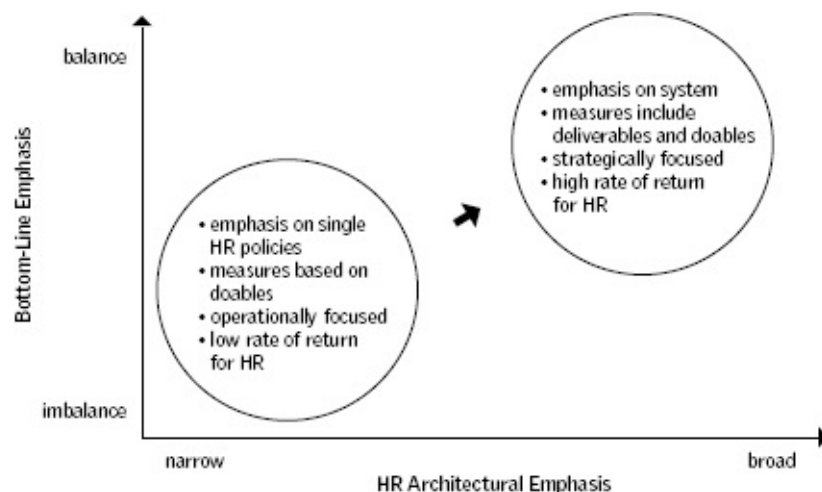 balance
Bottom-Line Emphasis
imbalance
• emphasis on system
• measures include
deliverables and doables
• strategically focused
• high rate of return
for HR
• emphasis on single
HR policies
• measures based on
doables
• operationally focused
• low rate of return
for HR
narrow
broad
HR Architectural Emphasis